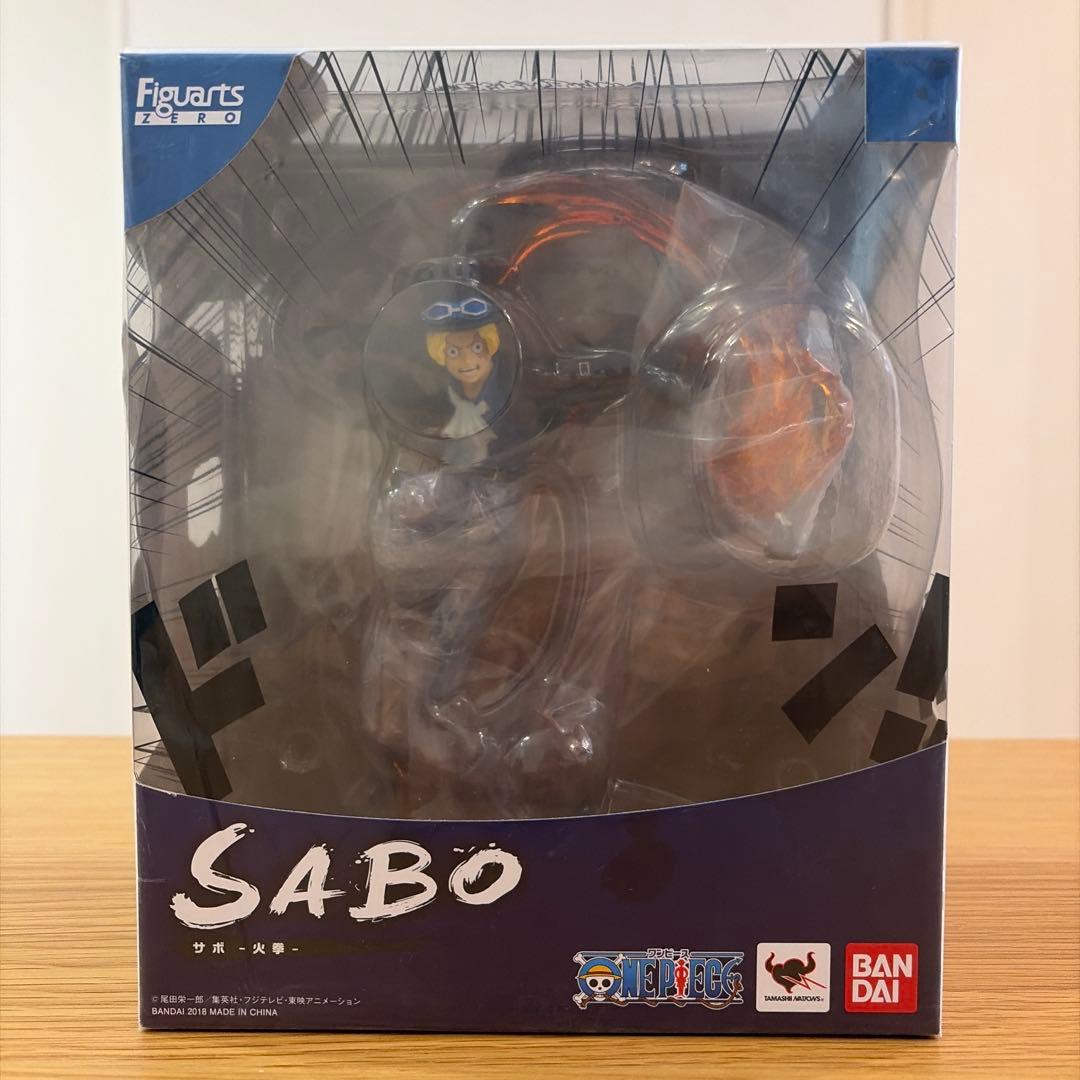 Figuarts
ZERO
ドン!
SABO
サボ -火拳-
ワンピース
ONE PIECE
TAMASHII NATIONS®
BAN
DAI
©尾田栄一郎/集英社・フジテレビ・東映アニメーション
BANDAI 2018 MADE IN CHINA